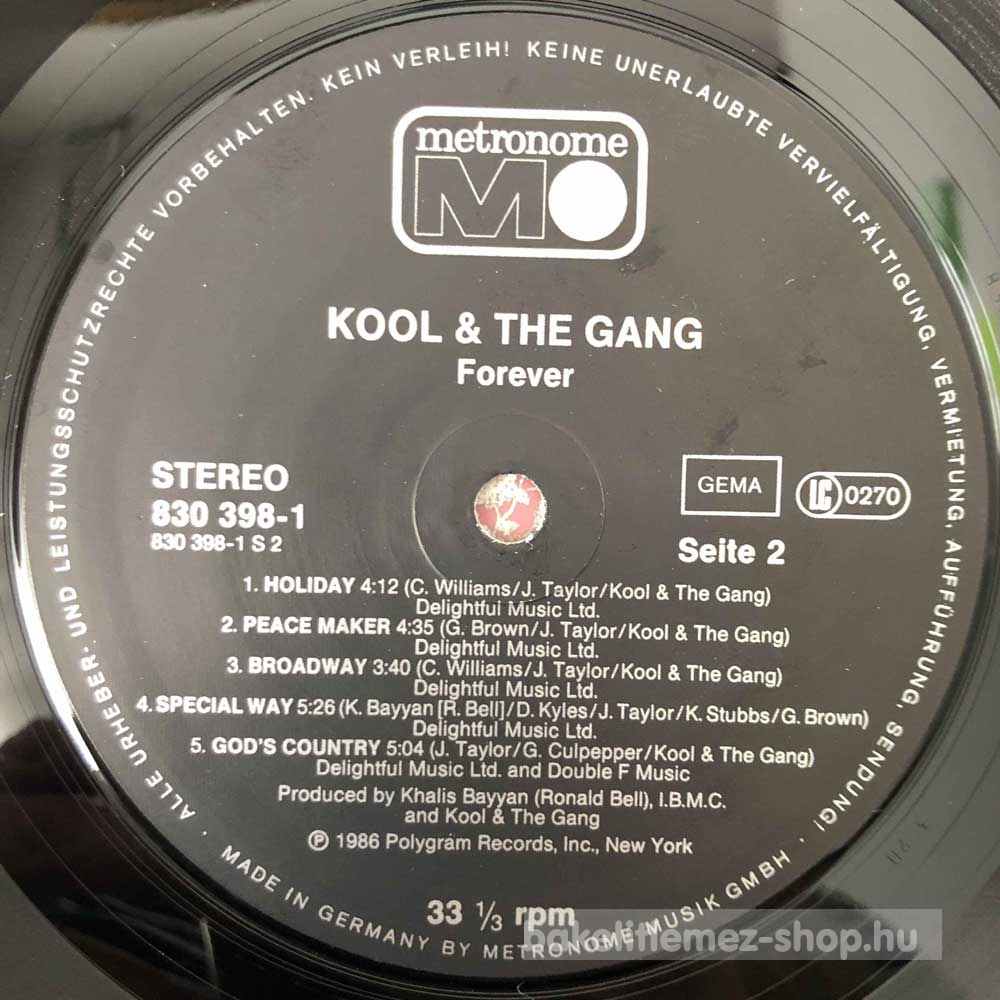 · ALLE URHEBER- UND LEISTUNGSSCHUTZRECHTE VORBEHALTEN. KEIN VERLEIH! KEINE UNERLAUBTE VERVIELFÄLTIGUNG, VERMIETUNG, AUFFÜHRUNG, SENDUNG! ·
metronome
M
KOOL & THE GANG
Forever
STEREO
830 398-1
830 398-1 S 2
GEMA
LC 0270
Seite 2
1. HOLIDAY 4:12 (C. Williams/J. Taylor/Kool & The Gang)
Delightful Music Ltd.
2. PEACE MAKER 4:35 (G. Brown/J. Taylor/Kool & The Gang)
Delightful Music Ltd.
3. BROADWAY 3:40 (C. Williams/J. Taylor/Kool & The Gang)
Delightful Music Ltd.
4. SPECIAL WAY 5:26 (K. Bayyan [R. Bell]/D. Kyles/J. Taylor/K. Stubbs/G. Brown)
Delightful Music Ltd.
5. GOD'S COUNTRY 5:04 (J. Taylor/G. Culpepper/Kool & The Gang)
Delightful Music Ltd. and Double F Music
Produced by Khalis Bayyan (Ronald Bell), I.B.M.C.
and Kool & The Gang
℗ 1986 Polygram Records, Inc., New York
33 1/3 rpm
MADE IN GERMANY BY METRONOME MUSIK GMBH
bakelitlemez-shop.hu